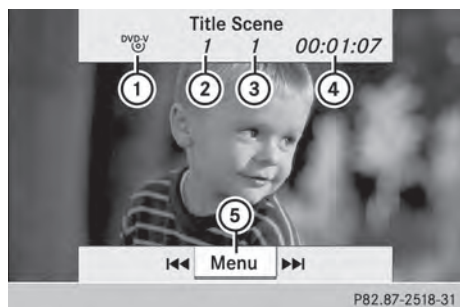 Title Scene
DVD-V 1 1 00:01:07
1 2 3 4
5
Menu
P82.87-2518-31